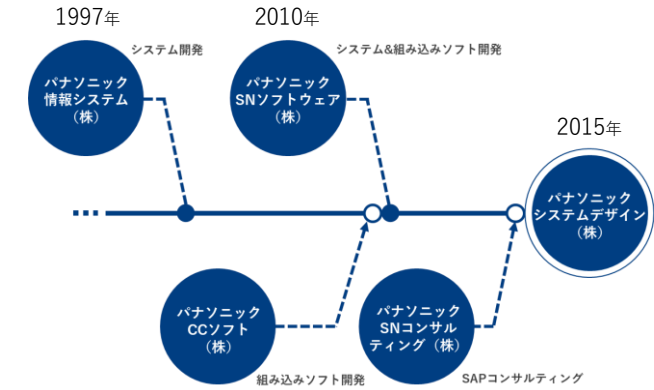 1997年
2010年
システム開発
システム&組み込みソフト開発
パナソニック
情報システム
（株）
パナソニック
SNソフトウェア
（株）
2015年
パナソニック
システムデザイン
（株）
パナソニック
CCソフト
（株）
パナソニック
SNコンサル
ティング（株）
組み込みソフト開発
SAPコンサルティング